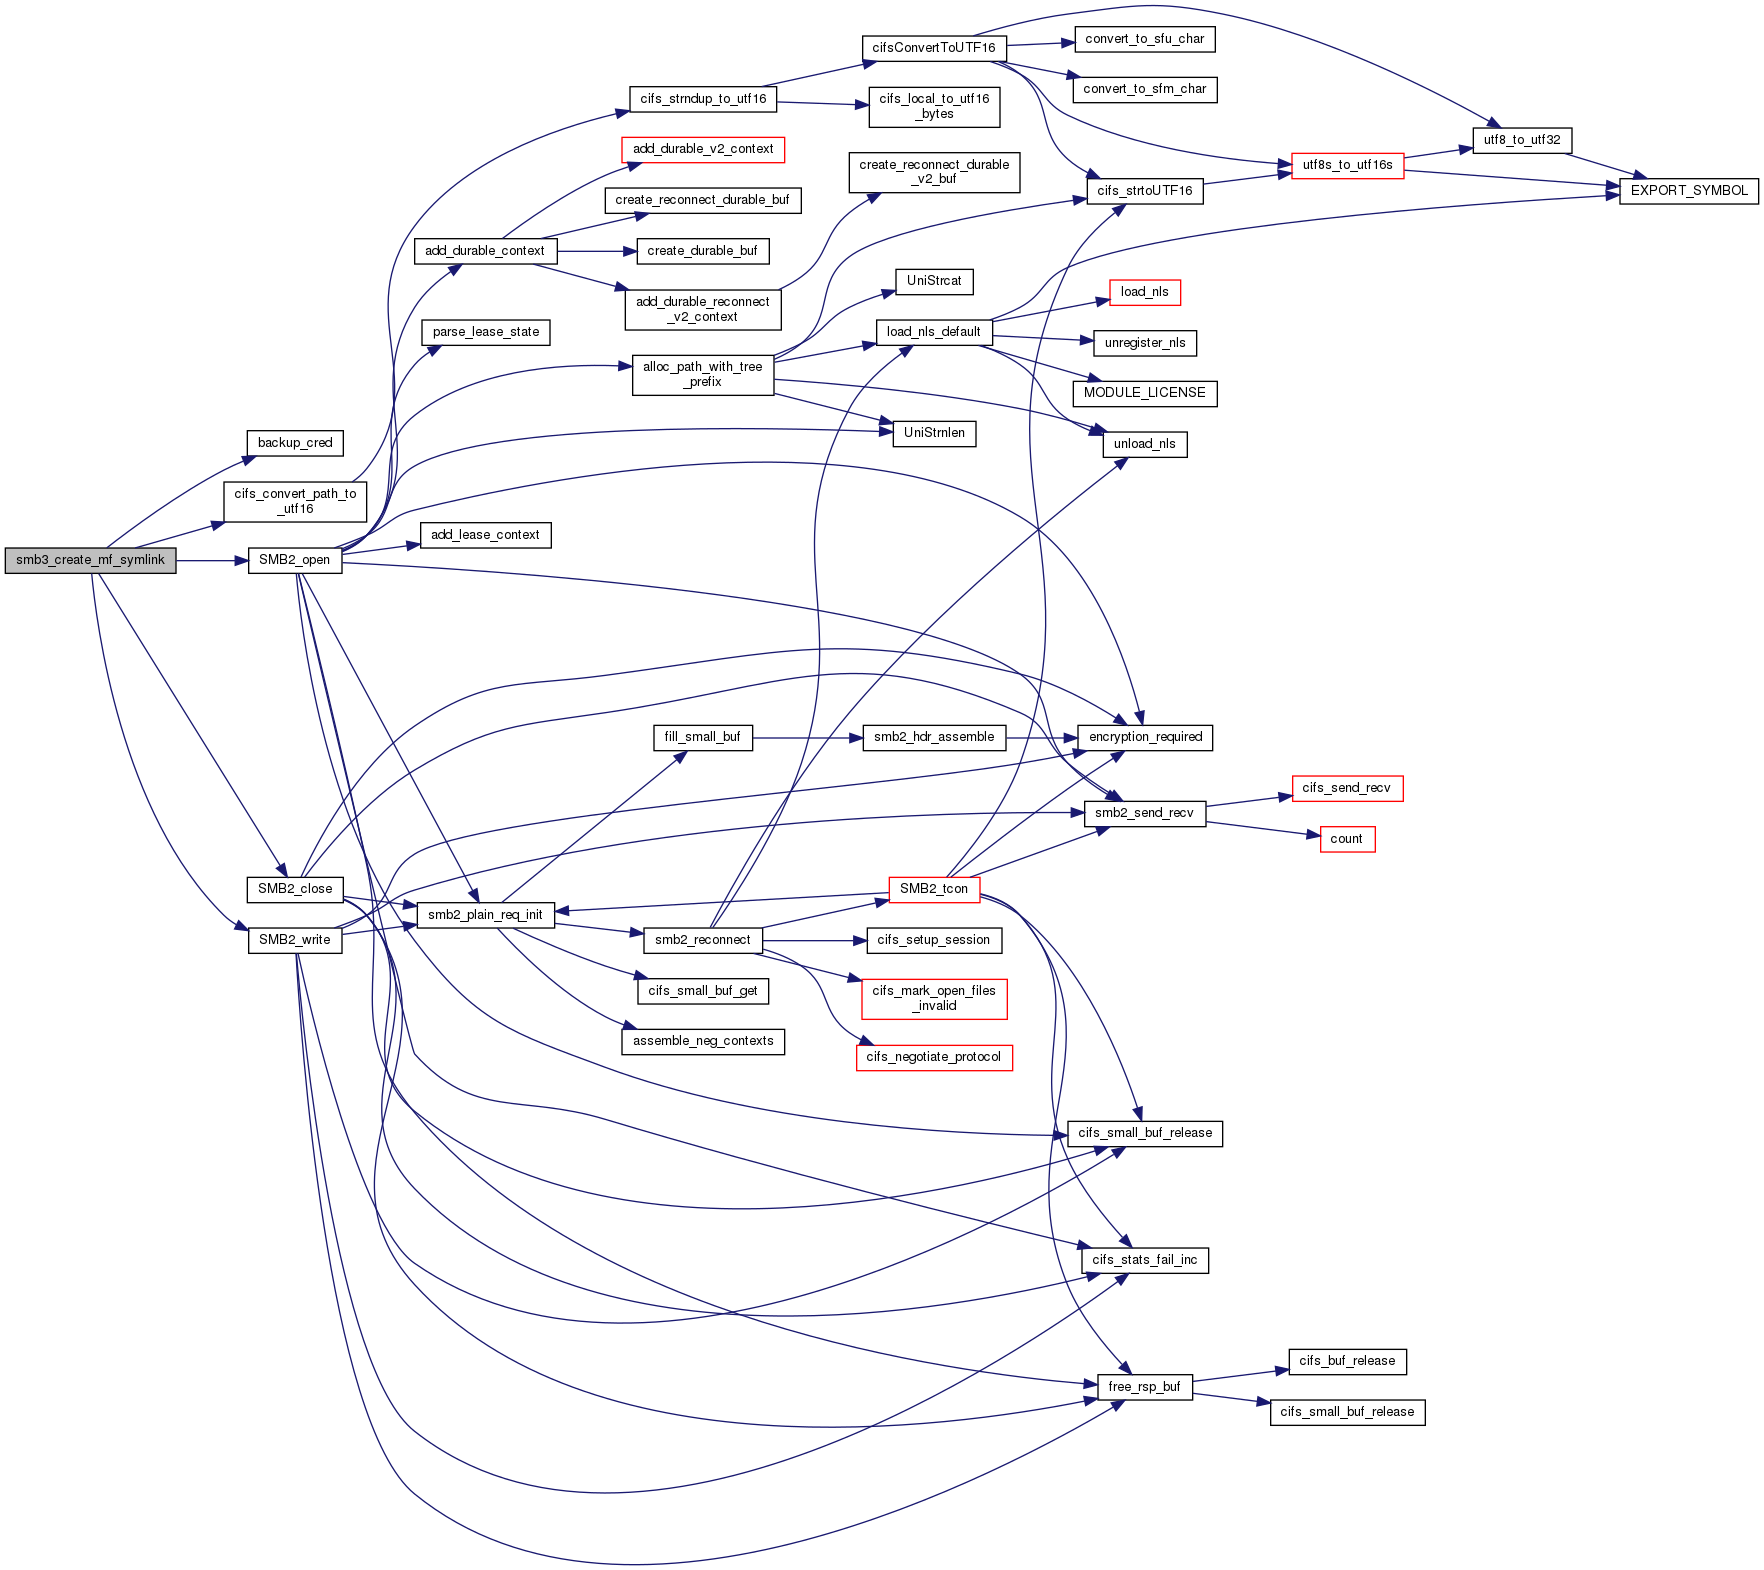 smb3_create_mf_symlink
backup_cred
cifs_convert_path_to
_utf16
SMB2_open
SMB2_close
SMB2_write
add_durable_context
parse_lease_state
add_lease_context
smb2_plain_req_init
cifs_strndup_to_utf16
add_durable_v2_context
create_reconnect_durable_buf
create_durable_buf
add_durable_reconnect
_v2_context
alloc_path_with_tree
_prefix
fill_small_buf
smb2_reconnect
cifs_small_buf_get
assemble_neg_contexts
cifsConvertToUTF16
cifs_local_to_utf16
_bytes
create_reconnect_durable
_v2_buf
UniStrcat
load_nls_default
UniStrnlen
smb2_hdr_assemble
SMB2_tcon
cifs_setup_session
cifs_mark_open_files
_invalid
cifs_negotiate_protocol
convert_to_sfu_char
convert_to_sfm_char
cifs_strtoUTF16
load_nls
unregister_nls
MODULE_LICENSE
unload_nls
encryption_required
smb2_send_recv
cifs_small_buf_release
cifs_stats_fail_inc
free_rsp_buf
utf8s_to_utf16s
cifs_send_recv
count
cifs_buf_release
cifs_small_buf_release
utf8_to_utf32
EXPORT_SYMBOL